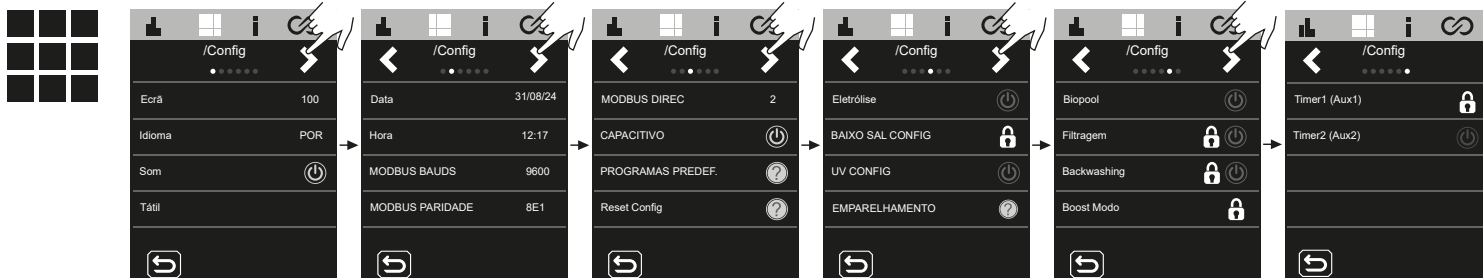 /Config
Ecrã 100
Idioma POR
Som
Tátil
/Config
Data 31/08/24
Hora 12:17
MODBUS BAUDS 9600
MODBUS PARIDADE 8E1
/Config
MODBUS DIREC 2
CAPACITIVO
PROGRAMAS PREDEF. ?
Reset Config ?
/Config
Eletrólise
BAIXO SAL CONFIG
UV CONFIG
EMPARELHAMENTO ?
/Config
Biopool
Filtragem
Backwashing
Boost Modo
/Config
Timer1 (Aux1)
Timer2 (Aux2)